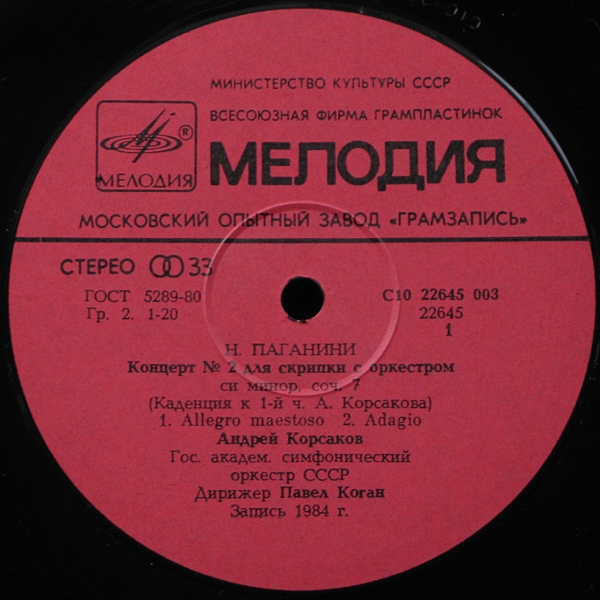 МИНИСТЕРСТВО КУЛЬТУРЫ СССР
ВСЕСОЮЗНАЯ ФИРМА ГРАМПЛАСТИНОК
® МЕЛОДИЯ
МЕЛОДИЯ
МОСКОВСКИЙ ОПЫТНЫЙ ЗАВОД «ГРАМЗАПИСЬ»
СТЕРЕО 33
ГОСТ 5289-80
Гр. 2. 1-20
С10 22645 003
22645
1
Н. ПАГАНИНИ
Концерт № 2 для скрипки с оркестром
си минор, соч. 7
(Каденция к 1-й ч. А. Корсакова)
1. Allegro maestoso 2. Adagio
Андрей Корсаков
Гос. академ. симфонический
оркестр СССР
Дирижер Павел Коган
Запись 1984 г.